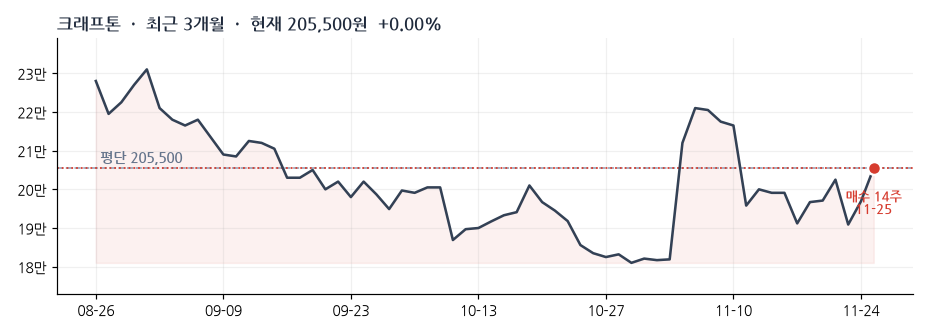 크래프톤 · 최근 3개월 · 현재 205,500원 +0.00%
23만
22만
21만
20만
19만
18만
평단 205,500
매수 14주
11-25
08-26 09-09 09-23 10-13 10-27 11-10 11-24